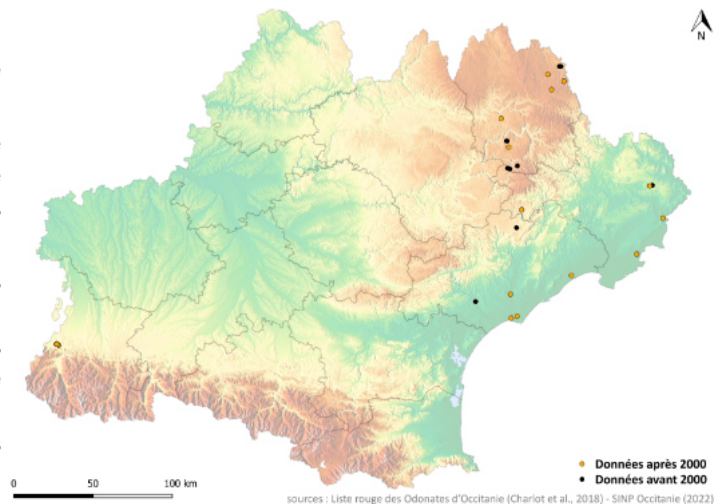 N
Données après 2000
Données avant 2000
0 50 100 km
sources : Liste rouge des Odonates d'Occitanie (Charlot et al., 2018) - SINP Occitanie (2022)